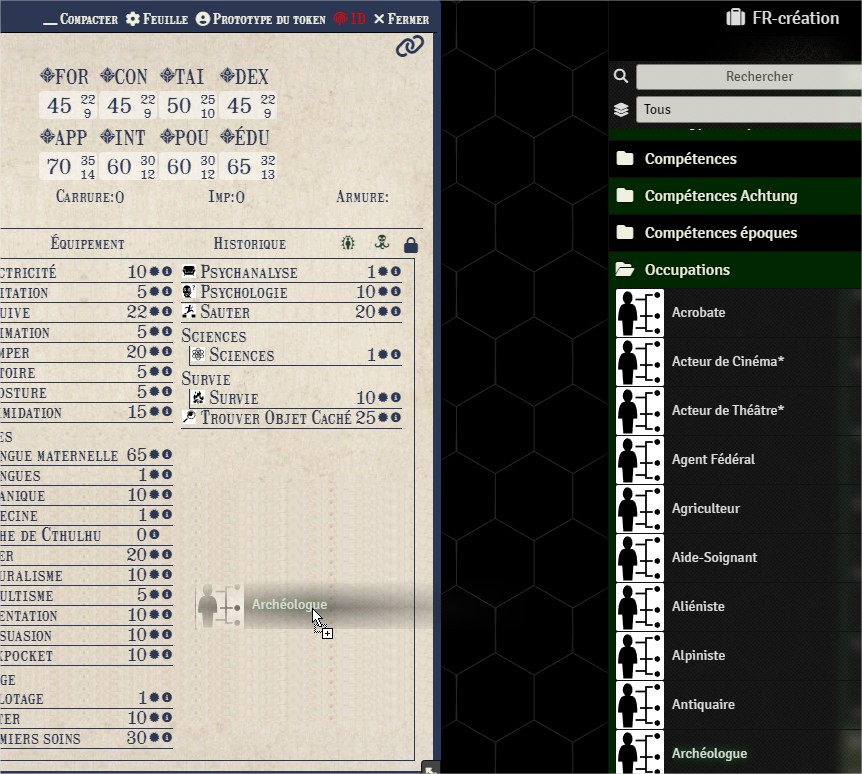 Compacter Feuille Prototype du token ID Fermer
FOR CON TAI DEX
45 22 9 45 22 9 50 25 10 45 22 9
APP INT POU ÉDU
70 35 14 60 30 12 60 30 12 65 32 13
Carrure:0 Imp:0 Armure:
Équipement Historique
CTRICITÉ 10
ITATION 5
UIVE 22
IMATION 5
MPER 20
TOIRE 5
OSTURE 5
IMIDATION 15
ES
NGUE MATERNELLE 65
NGUES 1
ANIQUE 10
ECINE 1
HE DE CTHULHU 0
ER 20
URALISME 10
ULTISME 5
ENTATION 10
SUASION 10
KPOCKET 10
GE
LOTAGE 1
TER 10
MIERS SOINS 30
Psychanalyse 1
Psychologie 10
Sauter 20
Sciences
Sciences 1
Survie
Survie 10
Trouver Objet Caché 25
Archéologue
FR-création
Rechercher
Tous
Compétences
Compétences Achtung
Compétences époques
Occupations
Acrobate
Acteur de Cinéma*
Acteur de Théâtre*
Agent Fédéral
Agriculteur
Aide-Soignant
Aliéniste
Alpiniste
Antiquaire
Archéologue